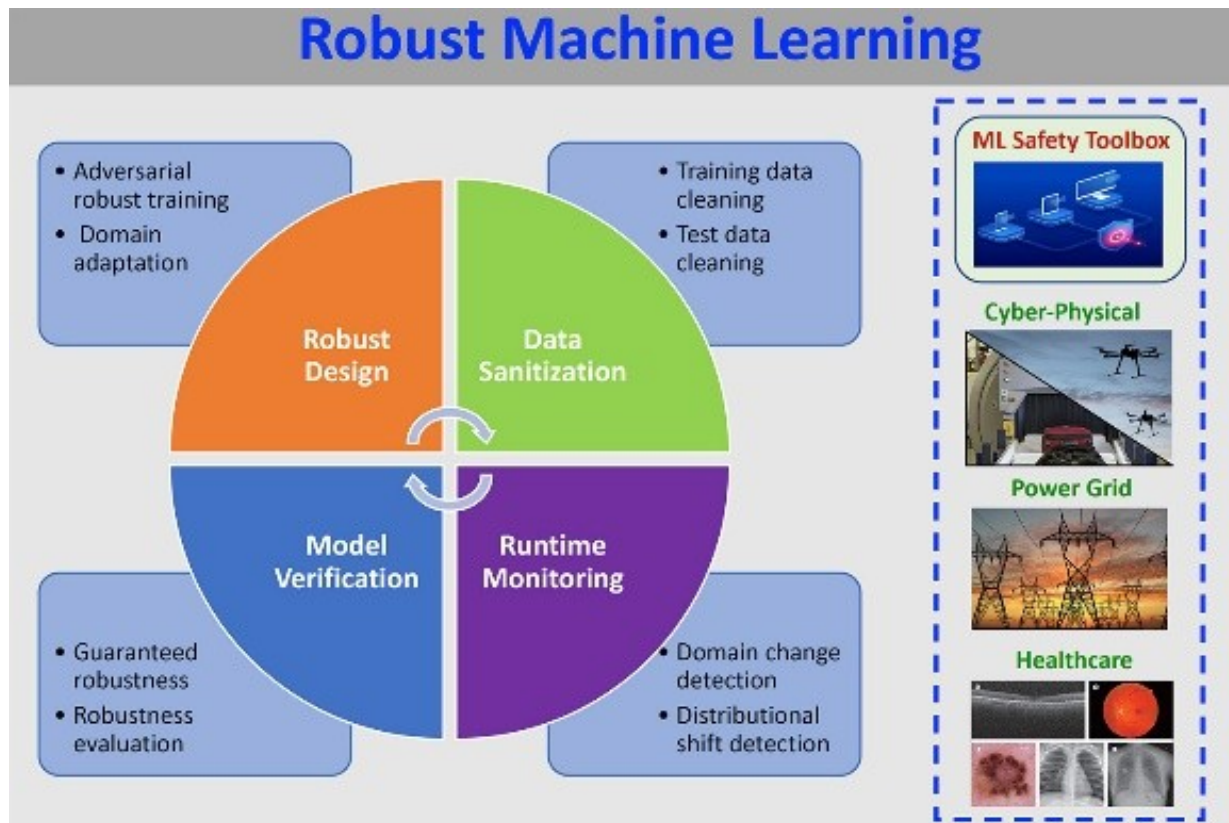 Robust Machine Learning
• Adversarial
robust training
• Domain
adaptation
• Training data
cleaning
• Test data
cleaning
Robust
Design
Data
Sanitization
Model
Verification
Runtime
Monitoring
• Guaranteed
robustness
• Robustness
evaluation
• Domain change
detection
• Distributional
shift detection
ML Safety Toolbox
Cyber-Physical
Power Grid
Healthcare